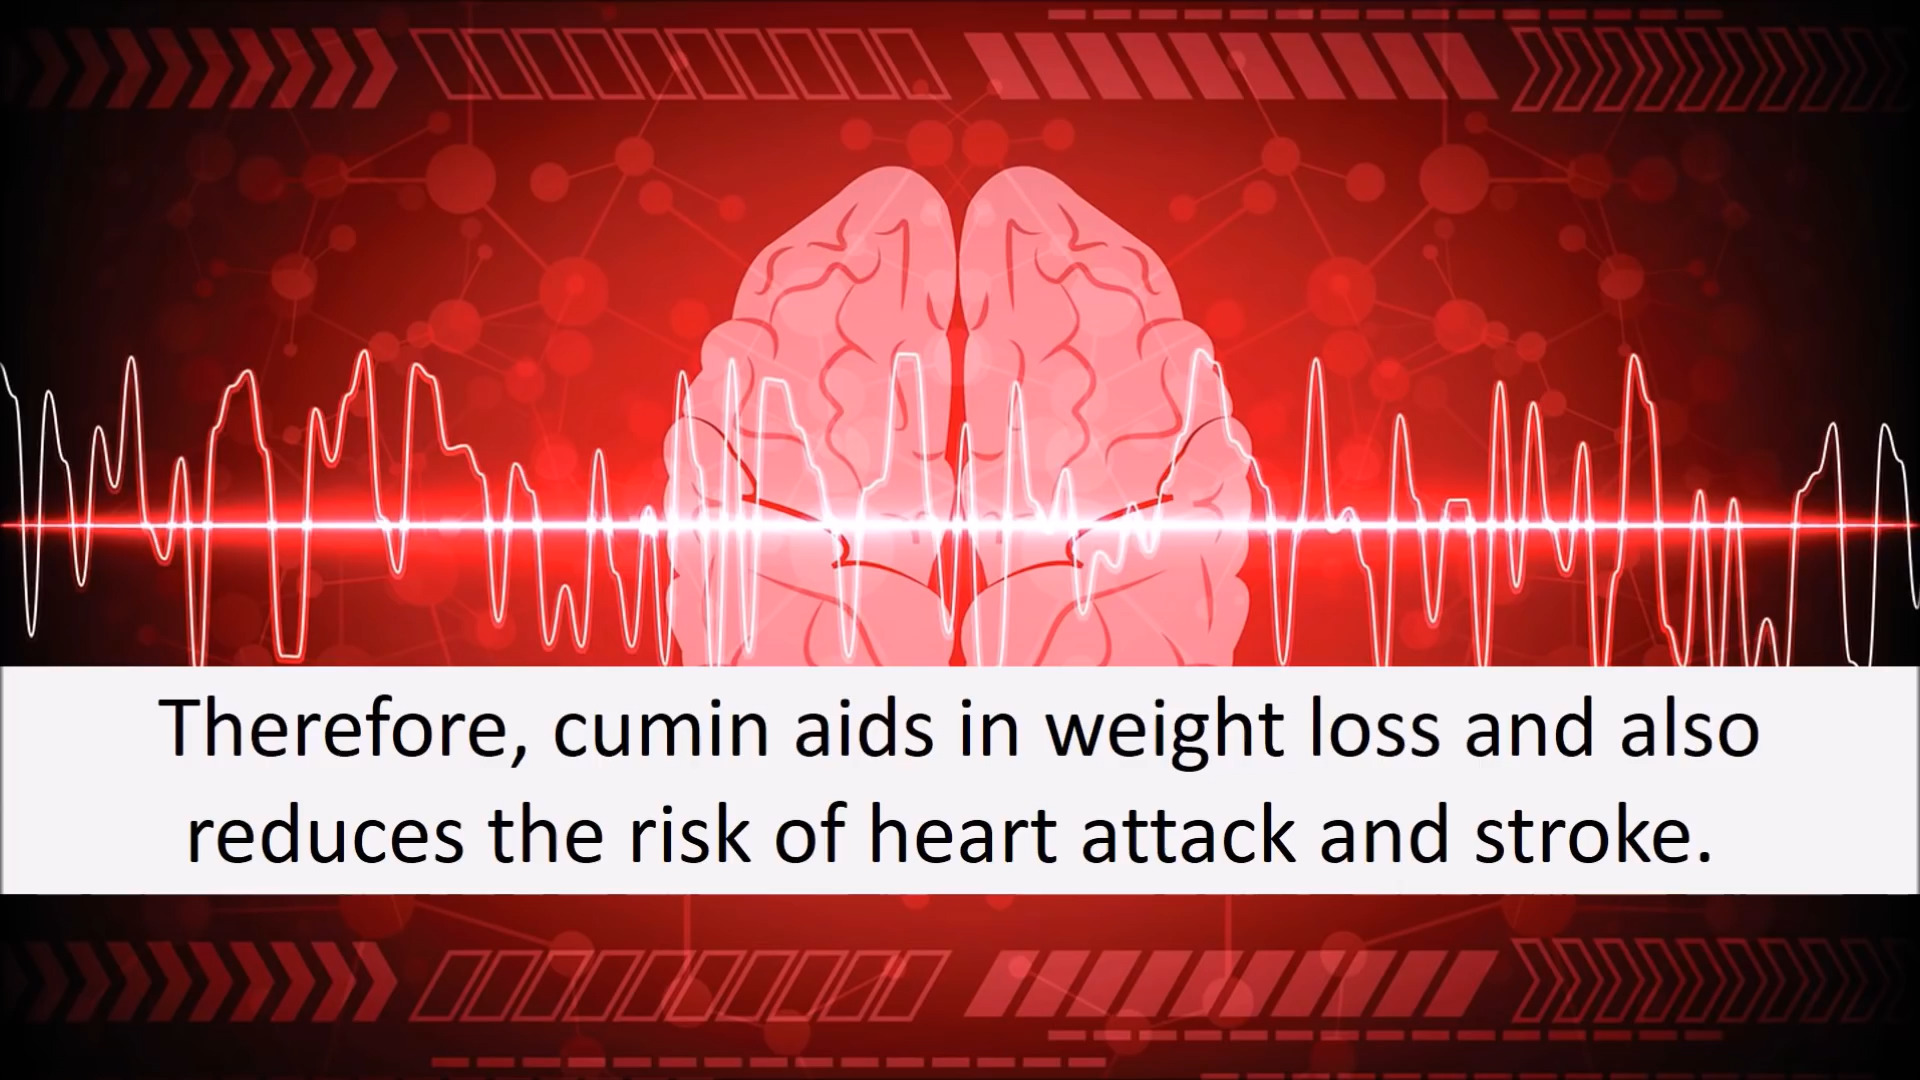 Therefore, cumin aids in weight loss and also
reduces the risk of heart attack and stroke.